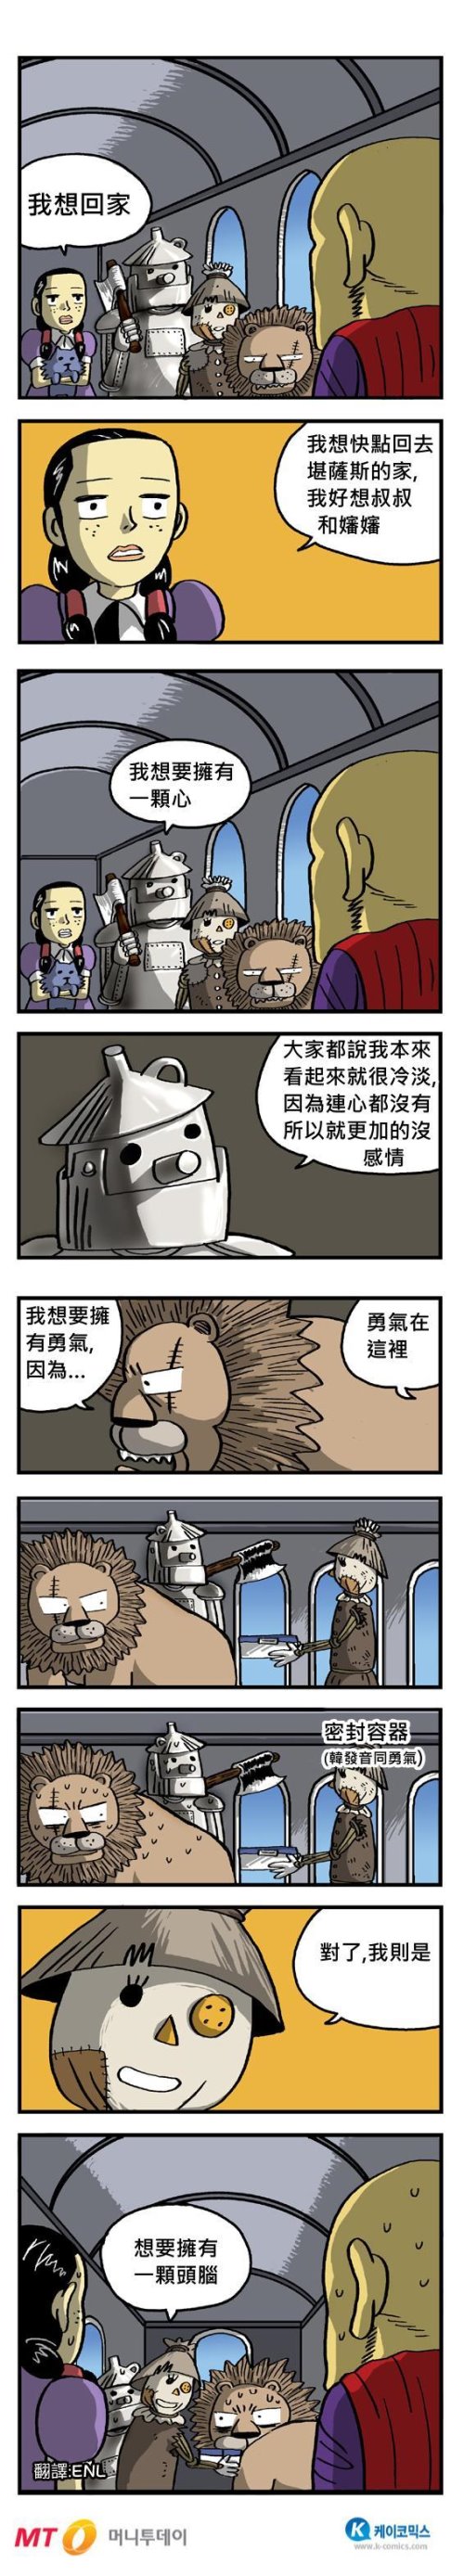 我想回家
我想快點回去
堪薩斯的家,
我好想叔叔
和嬸嬸
我想要擁有
一顆心
大家都說我本來
看起來就很冷淡,
因為連心都沒有
所以就更加的沒
感情
我想要擁
有勇氣,
因為...
勇氣在
這裡
密封容器
(韓發音同勇氣)
對了,我則是
想要擁有
一顆頭腦
翻譯:ENL
MT 머니투데이
K 케이코믹스
www.k-comics.com